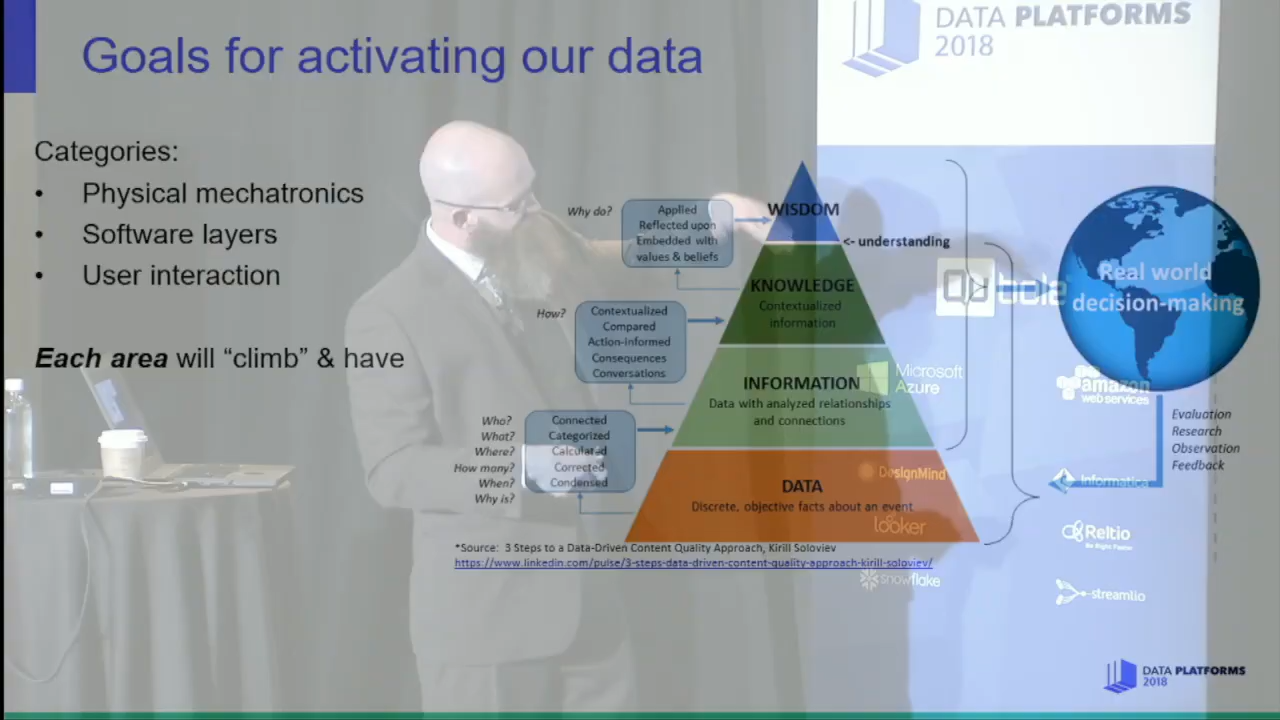 Goals for activating our data
DATA PLATFORMS
2018
Categories:
• Physical mechatronics
• Software layers
• User interaction
Each area will “climb” & have
Why do?
Applied
Reflected upon
Embedded with
values & beliefs
WISDOM
<- understanding
How?
Contextualized
Compared
Action-informed
Consequences
Conversations
KNOWLEDGE
Contextualized
information
Who?
What?
Where?
How many?
When?
Why is?
Connected
Categorized
Calculated
Corrected
Condensed
INFORMATION
Data with analyzed relationships
and connections
DATA
Discrete, objective facts about an event
Real world
decision-making
Evaluation
Research
Observation
Feedback
Qubole
Microsoft
Azure
amazon
web services
DesignMind
Informatica
looker
Reltio
snowflake
streamlio
*Source: 3 Steps to a Data-Driven Content Quality Approach, Kirill Soloviev
https://www.linkedin.com/pulse/3-steps-data-driven-content-quality-approach-kirill-soloviev/
DATA PLATFORMS
2018